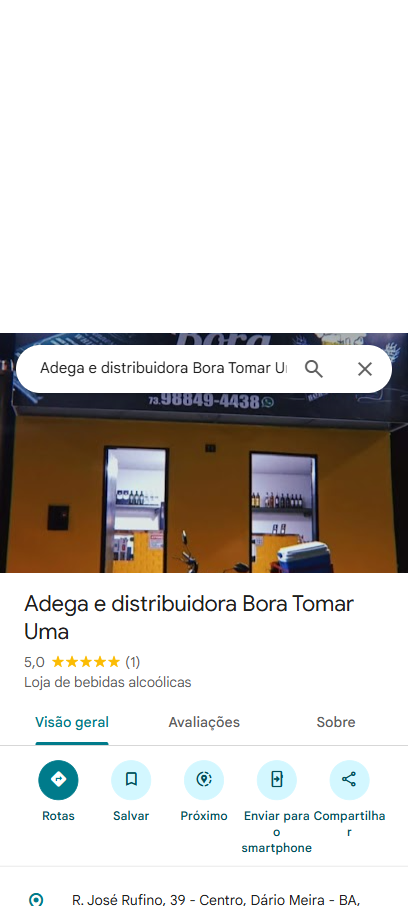 Bora
Adega e distribuidora Bora Tomar U
73.98849-4438
Adega e distribuidora Bora Tomar
Uma
5,0 (1)
Loja de bebidas alcoólicas
Visão geral Avaliações Sobre
Rotas Salvar Próximo Enviar para o smartphone Compartilhar
R. José Rufino, 39 - Centro, Dário Meira - BA,